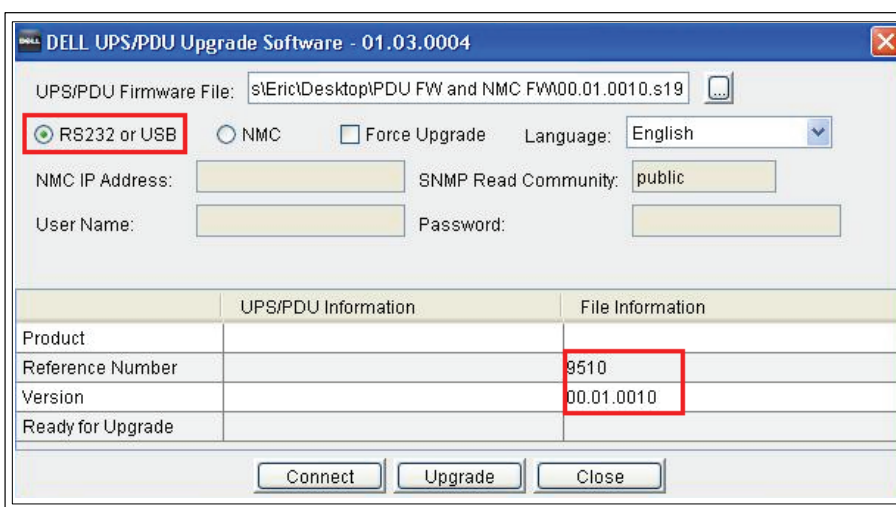 DELL DELL UPS/PDU Upgrade Software - 01.03.0004
UPS/PDU Firmware File: s\Eric\Desktop\PDU FW and NMC FW\00.01.0010.s19 ...
RS232 or USB NMC Force Upgrade Language: English
NMC IP Address: SNMP Read Community: public
User Name: Password:
UPS/PDU Information File Information
Product
Reference Number 9510
Version 00.01.0010
Ready for Upgrade
Connect Upgrade Close